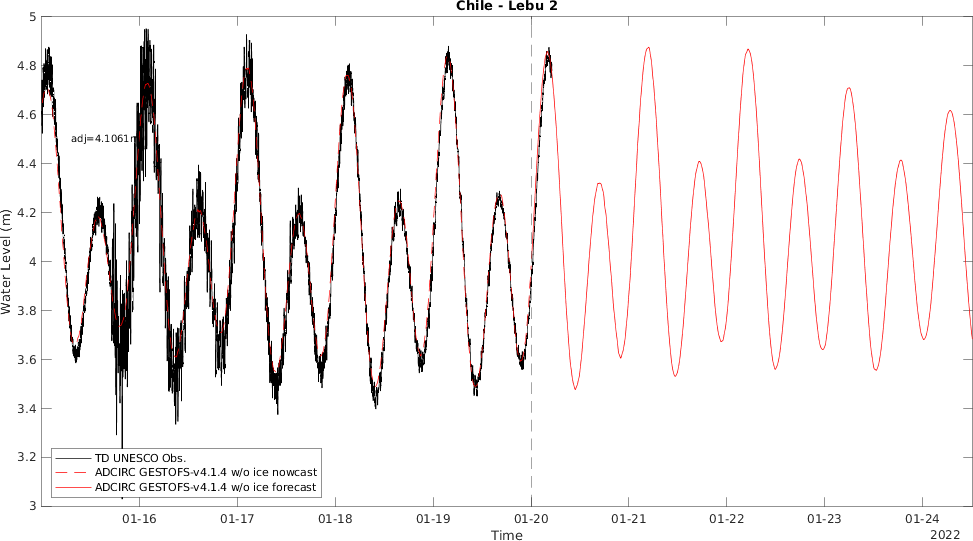 Chile - Lebu 2
5
4.8
4.6
4.4
4.2
4
3.8
3.6
3.4
3.2
3
Water Level (m)
adj=4.1061m
TD UNESCO Obs.
ADCIRC GESTOFS-v4.1.4 w/o ice nowcast
ADCIRC GESTOFS-v4.1.4 w/o ice forecast
01-16 01-17 01-18 01-19 01-20 01-21 01-22 01-23 01-24
Time
2022